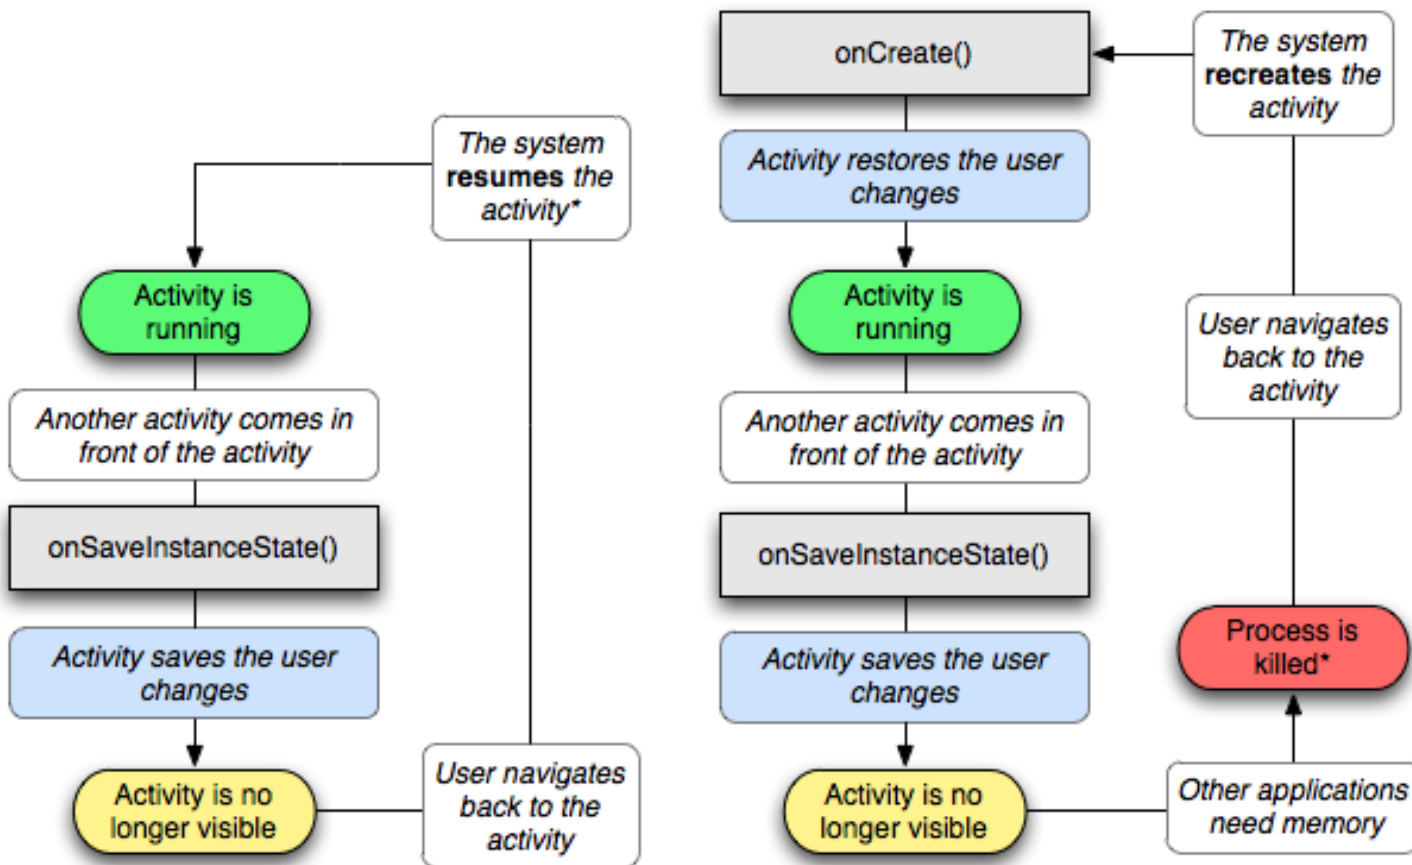 The system
resumes the
activity*
Activity is
running
Another activity comes in
front of the activity
onSaveInstanceState()
Activity saves the user
changes
Activity is no
longer visible
User navigates
back to the
activity
onCreate()
Activity restores the user
changes
Activity is
running
Another activity comes in
front of the activity
onSaveInstanceState()
Activity saves the user
changes
Activity is no
longer visible
Other applications
need memory
Process is
killed*
User navigates
back to the
activity
The system
recreates the
activity